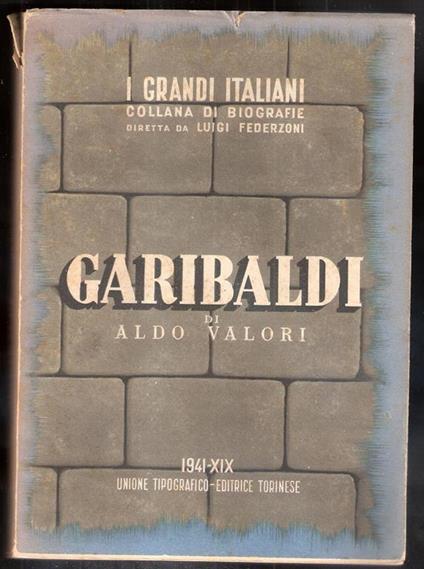 I GRANDI ITALIANI
COLLANA DI BIOGRAFIE
DIRETTA DA LUIGI FEDERZONI
GARIBALDI
DI
ALDO VALORI
1941-XIX
UNIONE TIPOGRAFICO-EDITRICE TORINESE